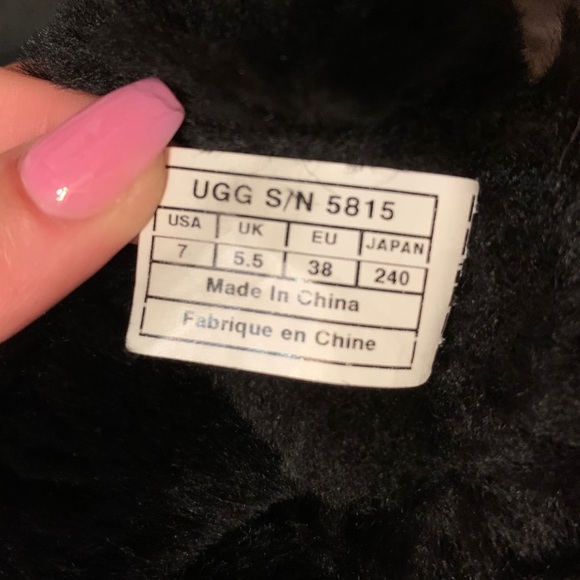 UGG S/N 5815
USA UK EU JAPAN
7 5.5 38 240
Made In China
Fabrique en Chine